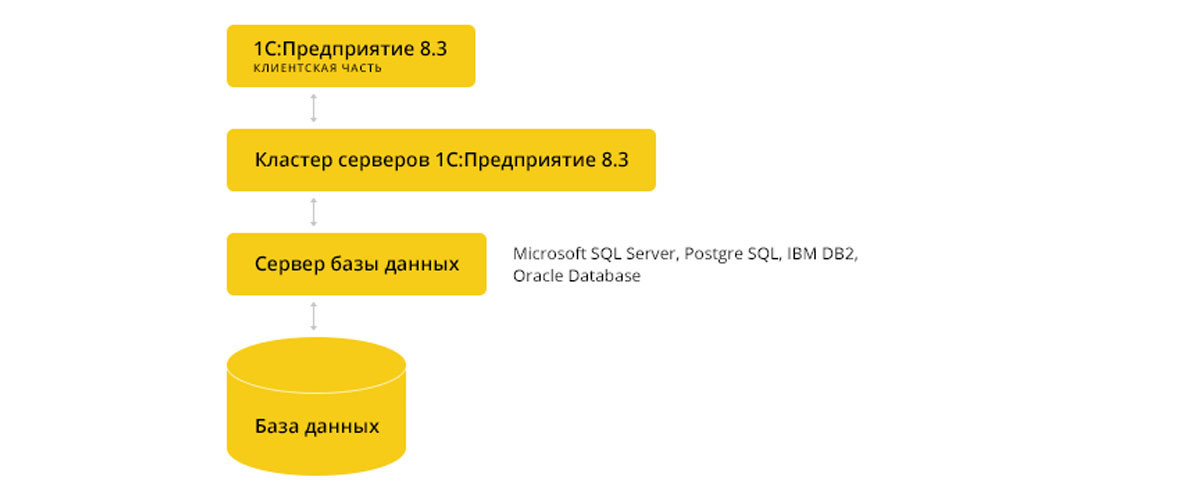 1С:Предприятие 8.3
КЛИЕНТСКАЯ ЧАСТЬ
Кластер серверов 1С:Предприятие 8.3
Сервер базы данных
Microsoft SQL Server, Postgre SQL, IBM DB2,
Oracle Database
База данных